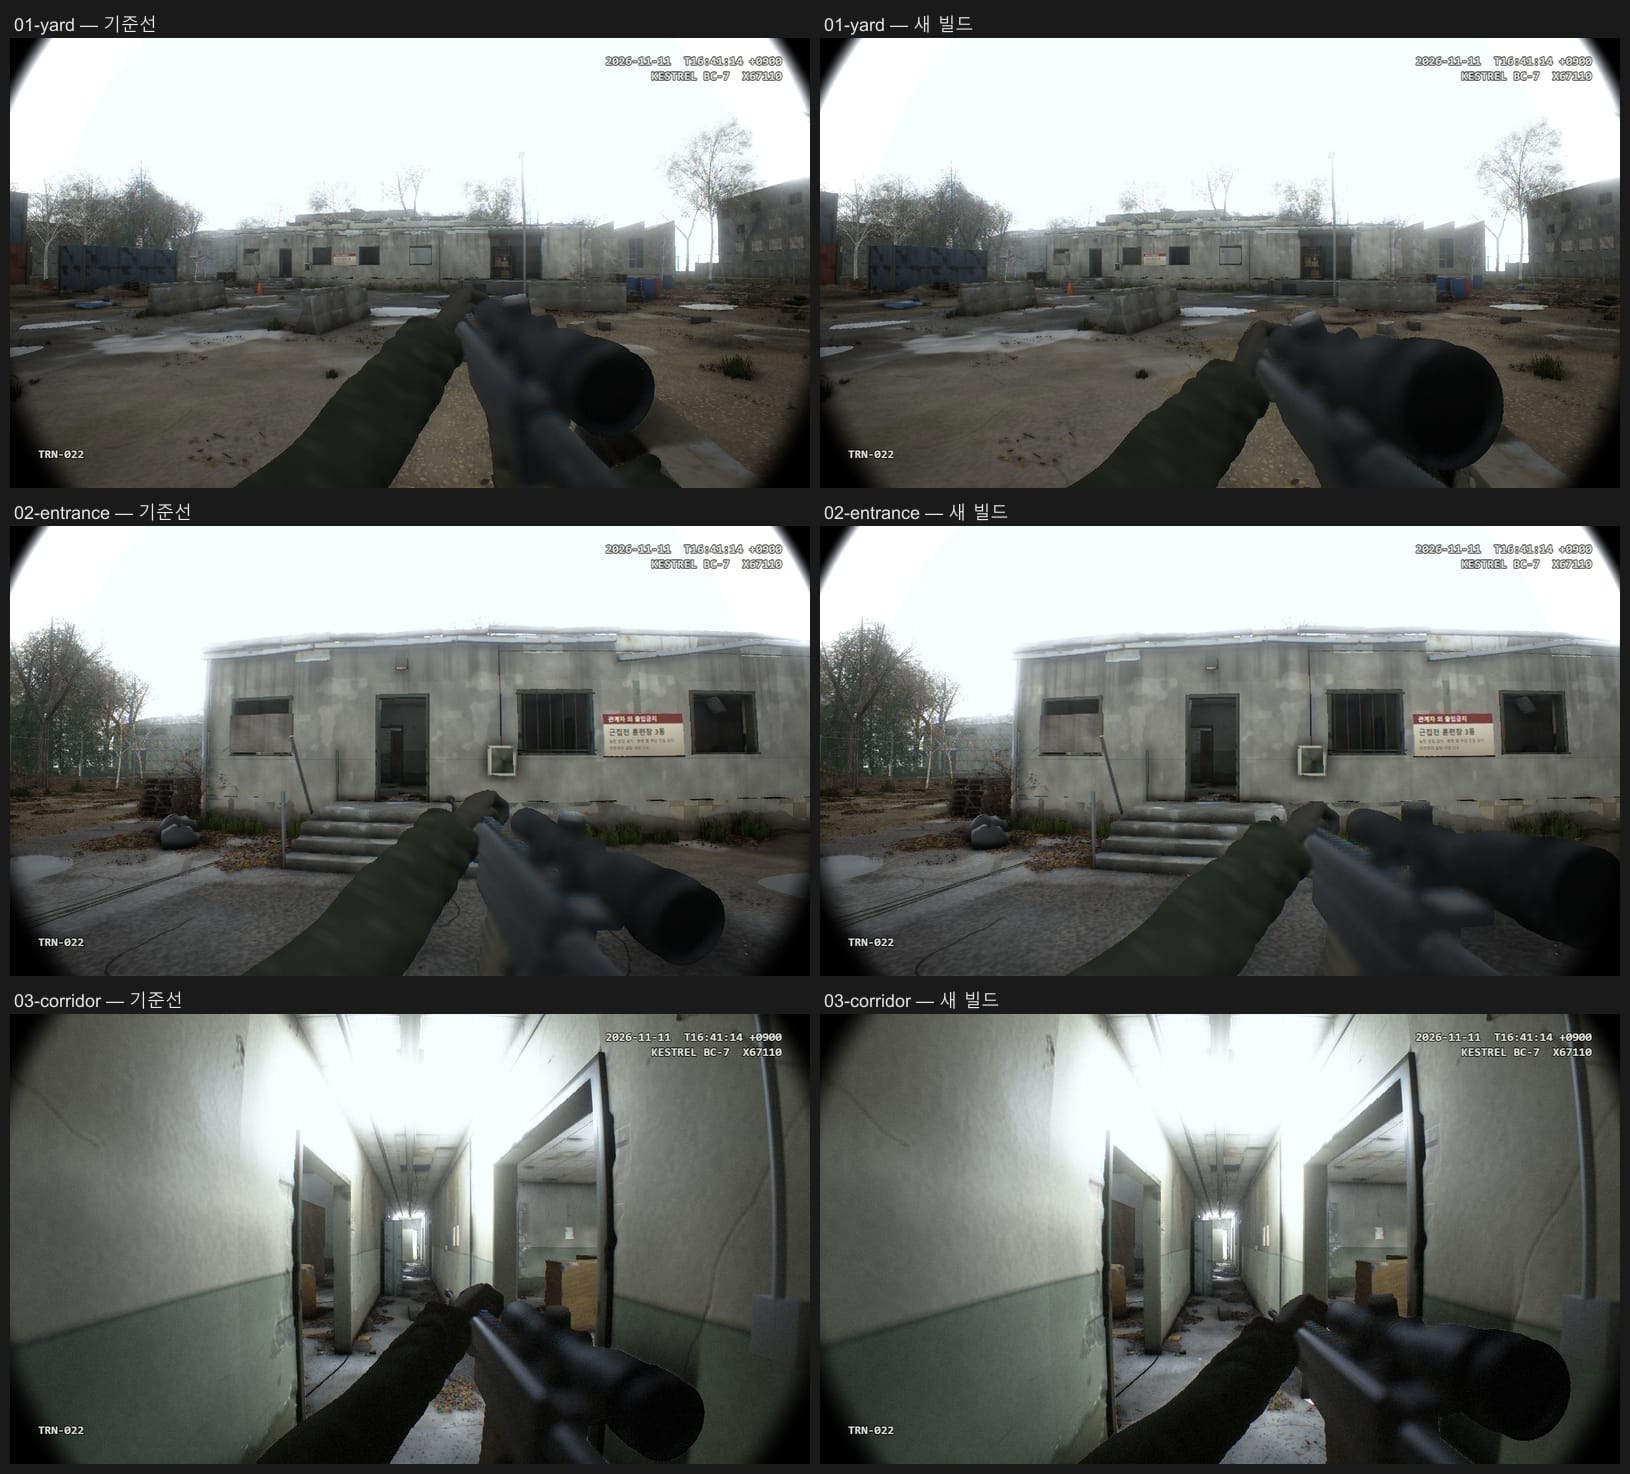 01-yard — 기준선
01-yard — 새 빌드
2026-11-11 T16:41:14 +0900
KESTREL BC-7 X67110
2026-11-11 T16:41:14 +0900
KESTREL BC-7 X67110
TRN-022
TRN-022
02-entrance — 기준선
02-entrance — 새 빌드
2026-11-11 T16:41:14 +0900
KESTREL BC-7 X67110
2026-11-11 T16:41:14 +0900
KESTREL BC-7 X67110
관계자 외 출입금지
근접전 훈련장 3동
관계자 외 출입금지
근접전 훈련장 3동
TRN-022
TRN-022
03-corridor — 기준선
03-corridor — 새 빌드
2026-11-11 T16:41:14 +0900
KESTREL BC-7 X67110
2026-11-11 T16:41:14 +0900
KESTREL BC-7 X67110
TRN-022
TRN-022